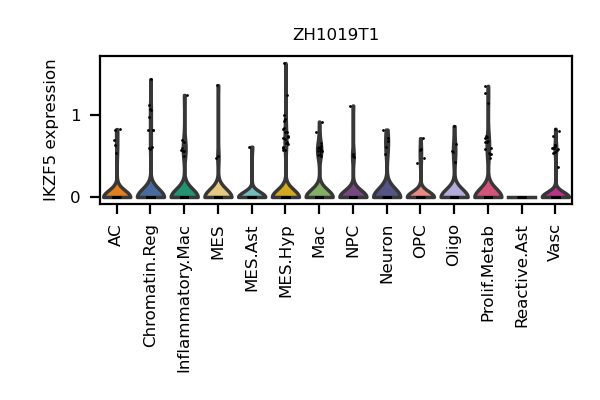 ZH1019T1
IKZF5 expression
1
0
AC
Chromatin.Reg
Inflammatory.Mac
MES
MES.Ast
MES.Hyp
Mac
NPC
Neuron
OPC
Oligo
Prolif.Metab
Reactive.Ast
Vasc